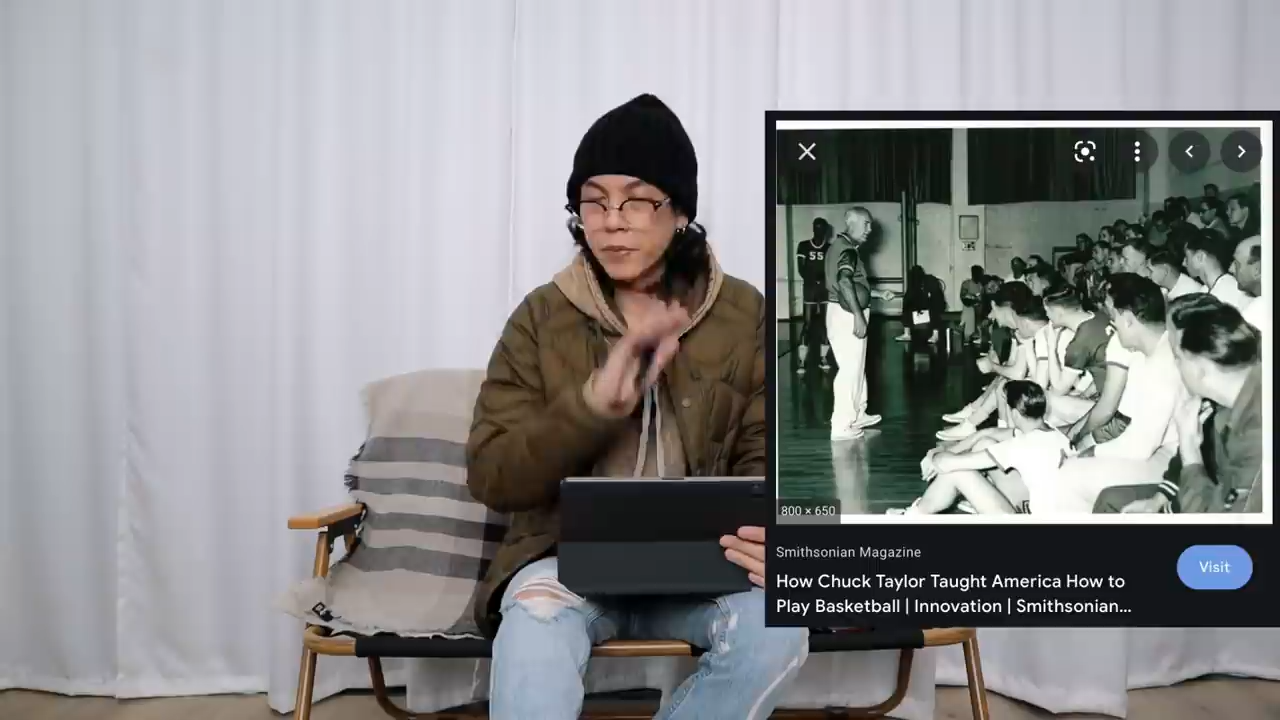 55
800 × 650
Smithsonian Magazine
How Chuck Taylor Taught America How to
Play Basketball | Innovation | Smithsonian...
Visit